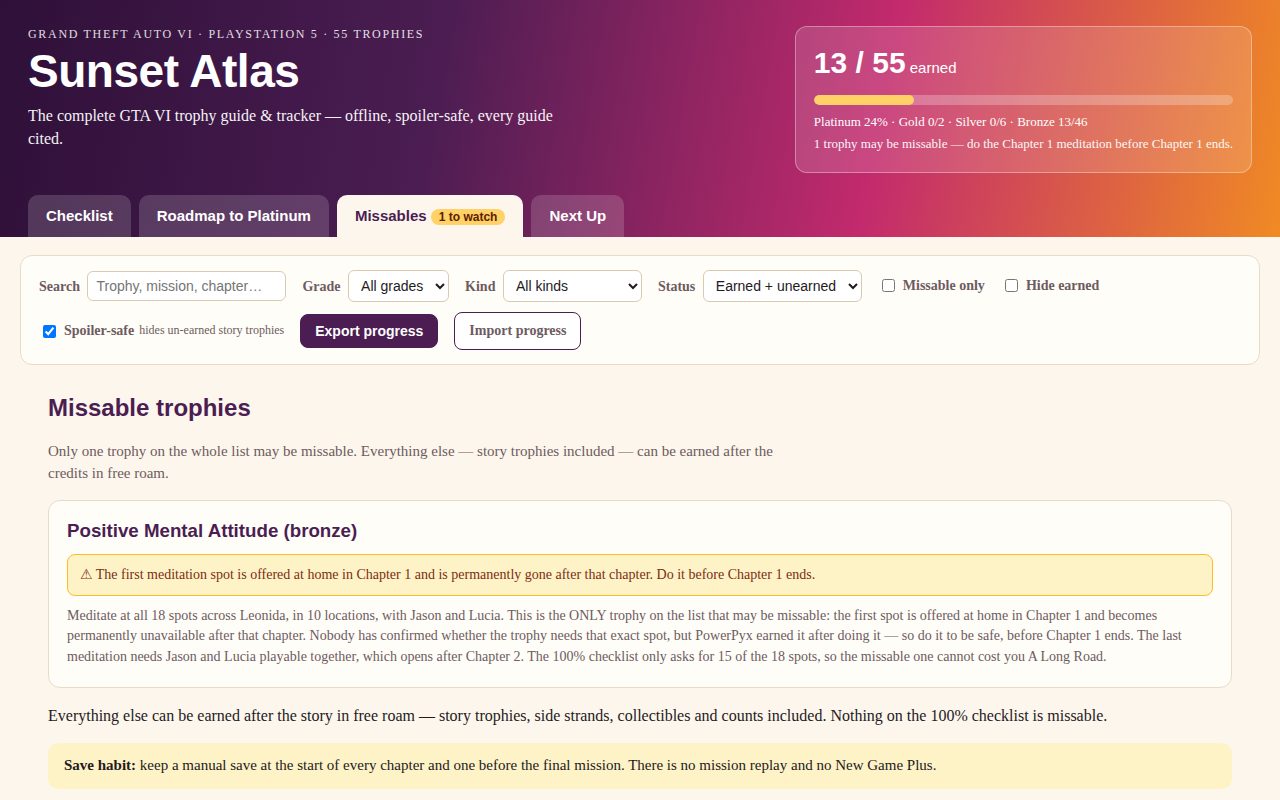 GRAND THEFT AUTO VI · PLAYSTATION 5 · 55 TROPHIES
Sunset Atlas
The complete GTA VI trophy guide & tracker — offline, spoiler-safe, every guide
cited.
13 / 55 earned
Platinum 24% · Gold 0/2 · Silver 0/6 · Bronze 13/46
1 trophy may be missable — do the Chapter 1 meditation before Chapter 1 ends.
Checklist
Roadmap to Platinum
Missables 1 to watch
Next Up
Search Trophy, mission, chapter… Grade All grades Kind All kinds Status Earned + unearned Missable only Hide earned
Spoiler-safe hides un-earned story trophies Export progress Import progress
Missable trophies
Only one trophy on the whole list may be missable. Everything else — story trophies included — can be earned after the
credits in free roam.
Positive Mental Attitude (bronze)
⚠ The first meditation spot is offered at home in Chapter 1 and is permanently gone after that chapter. Do it before Chapter 1 ends.
Meditate at all 18 spots across Leonida, in 10 locations, with Jason and Lucia. This is the ONLY trophy on the list that may be missable: the first spot is offered at home in Chapter 1 and becomes
permanently unavailable after that chapter. Nobody has confirmed whether the trophy needs that exact spot, but PowerPyx earned it after doing it — so do it to be safe, before Chapter 1 ends. The last
meditation needs Jason and Lucia playable together, which opens after Chapter 2. The 100% checklist only asks for 15 of the 18 spots, so the missable one cannot cost you A Long Road.
Everything else can be earned after the story in free roam — story trophies, side strands, collectibles and counts included. Nothing on the 100% checklist is missable.
Save habit: keep a manual save at the start of every chapter and one before the final mission. There is no mission replay and no New Game Plus.